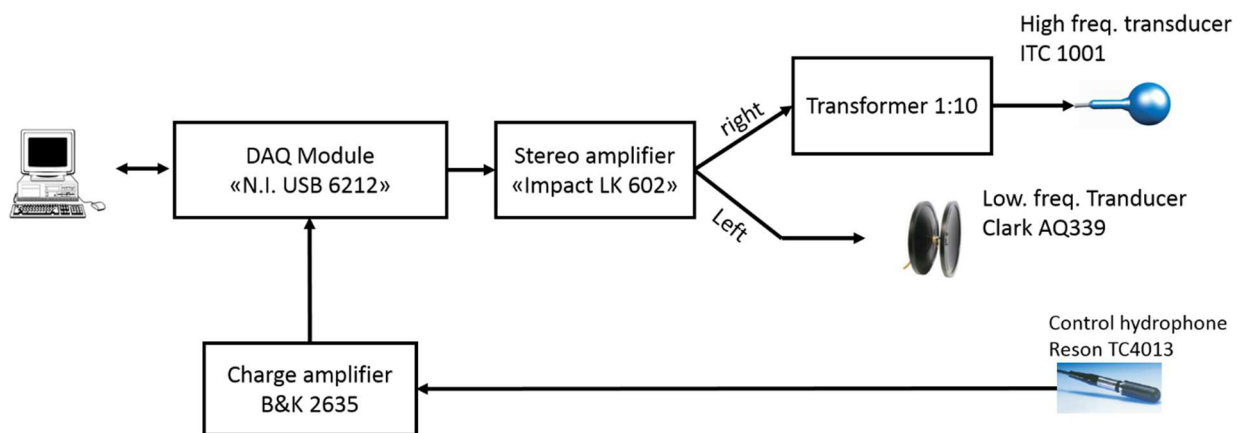 High freq. transducer
ITC 1001
Transformer 1:10
right
DAQ Module
«N.I. USB 6212»
Stereo amplifier
«Impact LK 602»
Left
Low. freq. Tranducer
Clark AQ339
Control hydrophone
Reson TC4013
Charge amplifier
B&K 2635